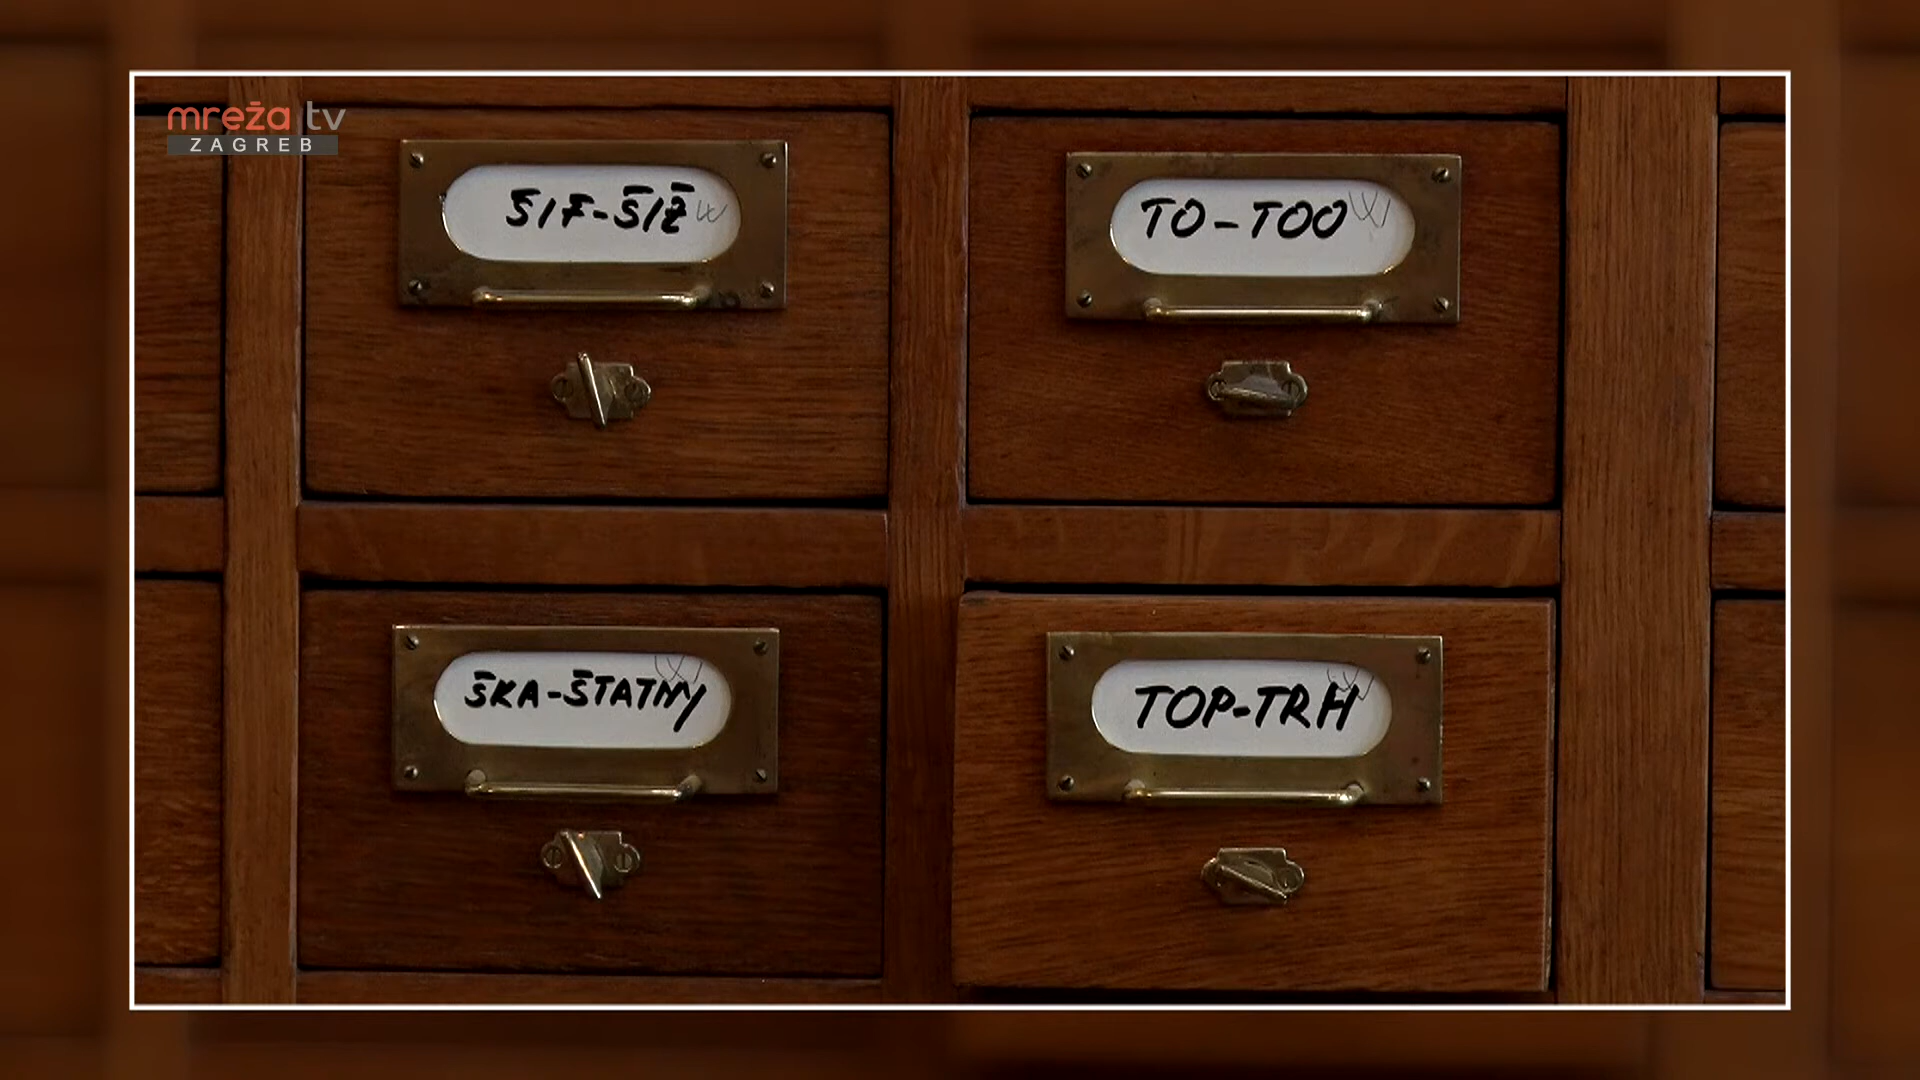 mreža tv
ZAGREB
ŠIF-ŠIŽ
TO-TOO
ŠKA-ŠTATNY
TOP-TRH